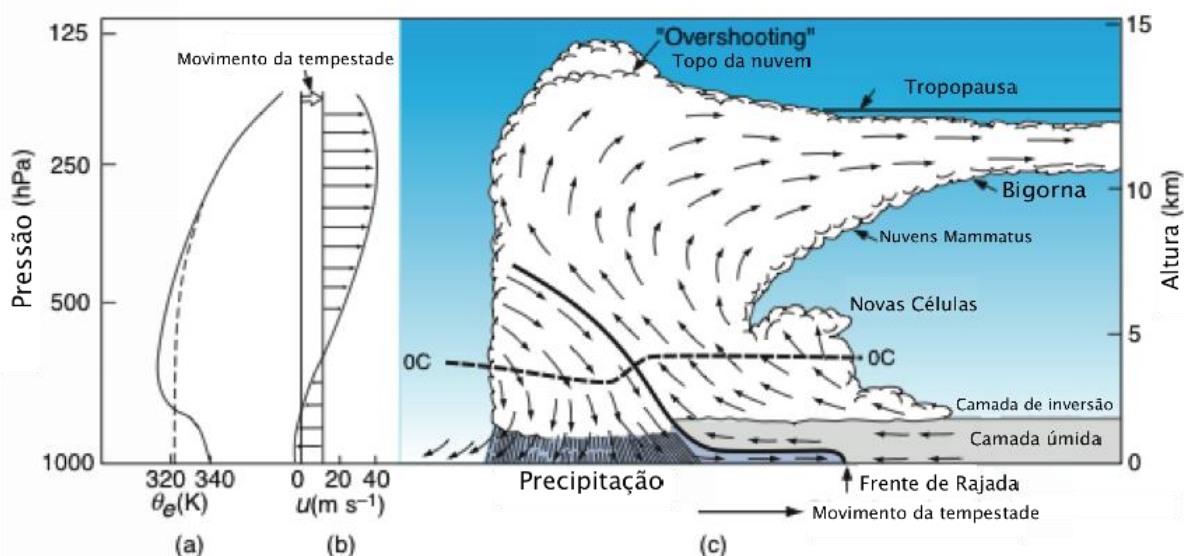 125
250
500
1000
Pressão (hPa)
Movimento da tempestade
320 340
θe(K)
(a)
0 20 40
u(m s⁻¹)
(b)
"Overshooting"
Topo da nuvem
Tropopausa
Bigorna
Nuvens Mammatus
Novas Células
0C
0C
Camada de inversão
Camada úmida
Precipitação
Frente de Rajada
Movimento da tempestade
(c)
15
10
5
0
Altura (km)